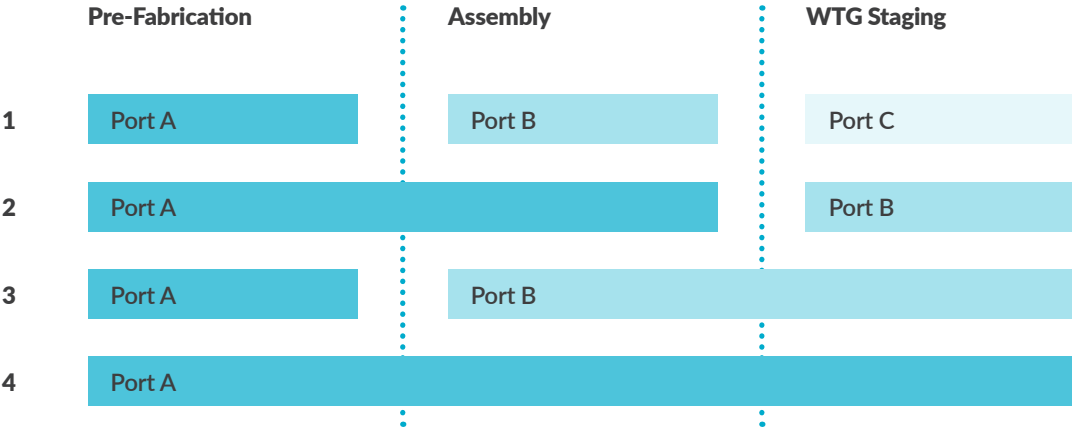 Pre-Fabrication Assembly WTG Staging
1 Port A Port B Port C
2 Port A Port B
3 Port A Port B
4 Port A